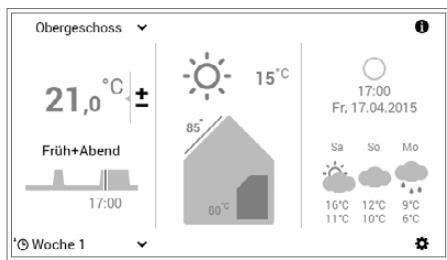 Obergeschoss
21,0 °C ±
Früh+Abend
17:00
Woche 1
15°C
85°
80°C
17:00
Fr, 17.04.2015
Sa So Mo
16°C 12°C 9°C
11°C 10°C 6°C